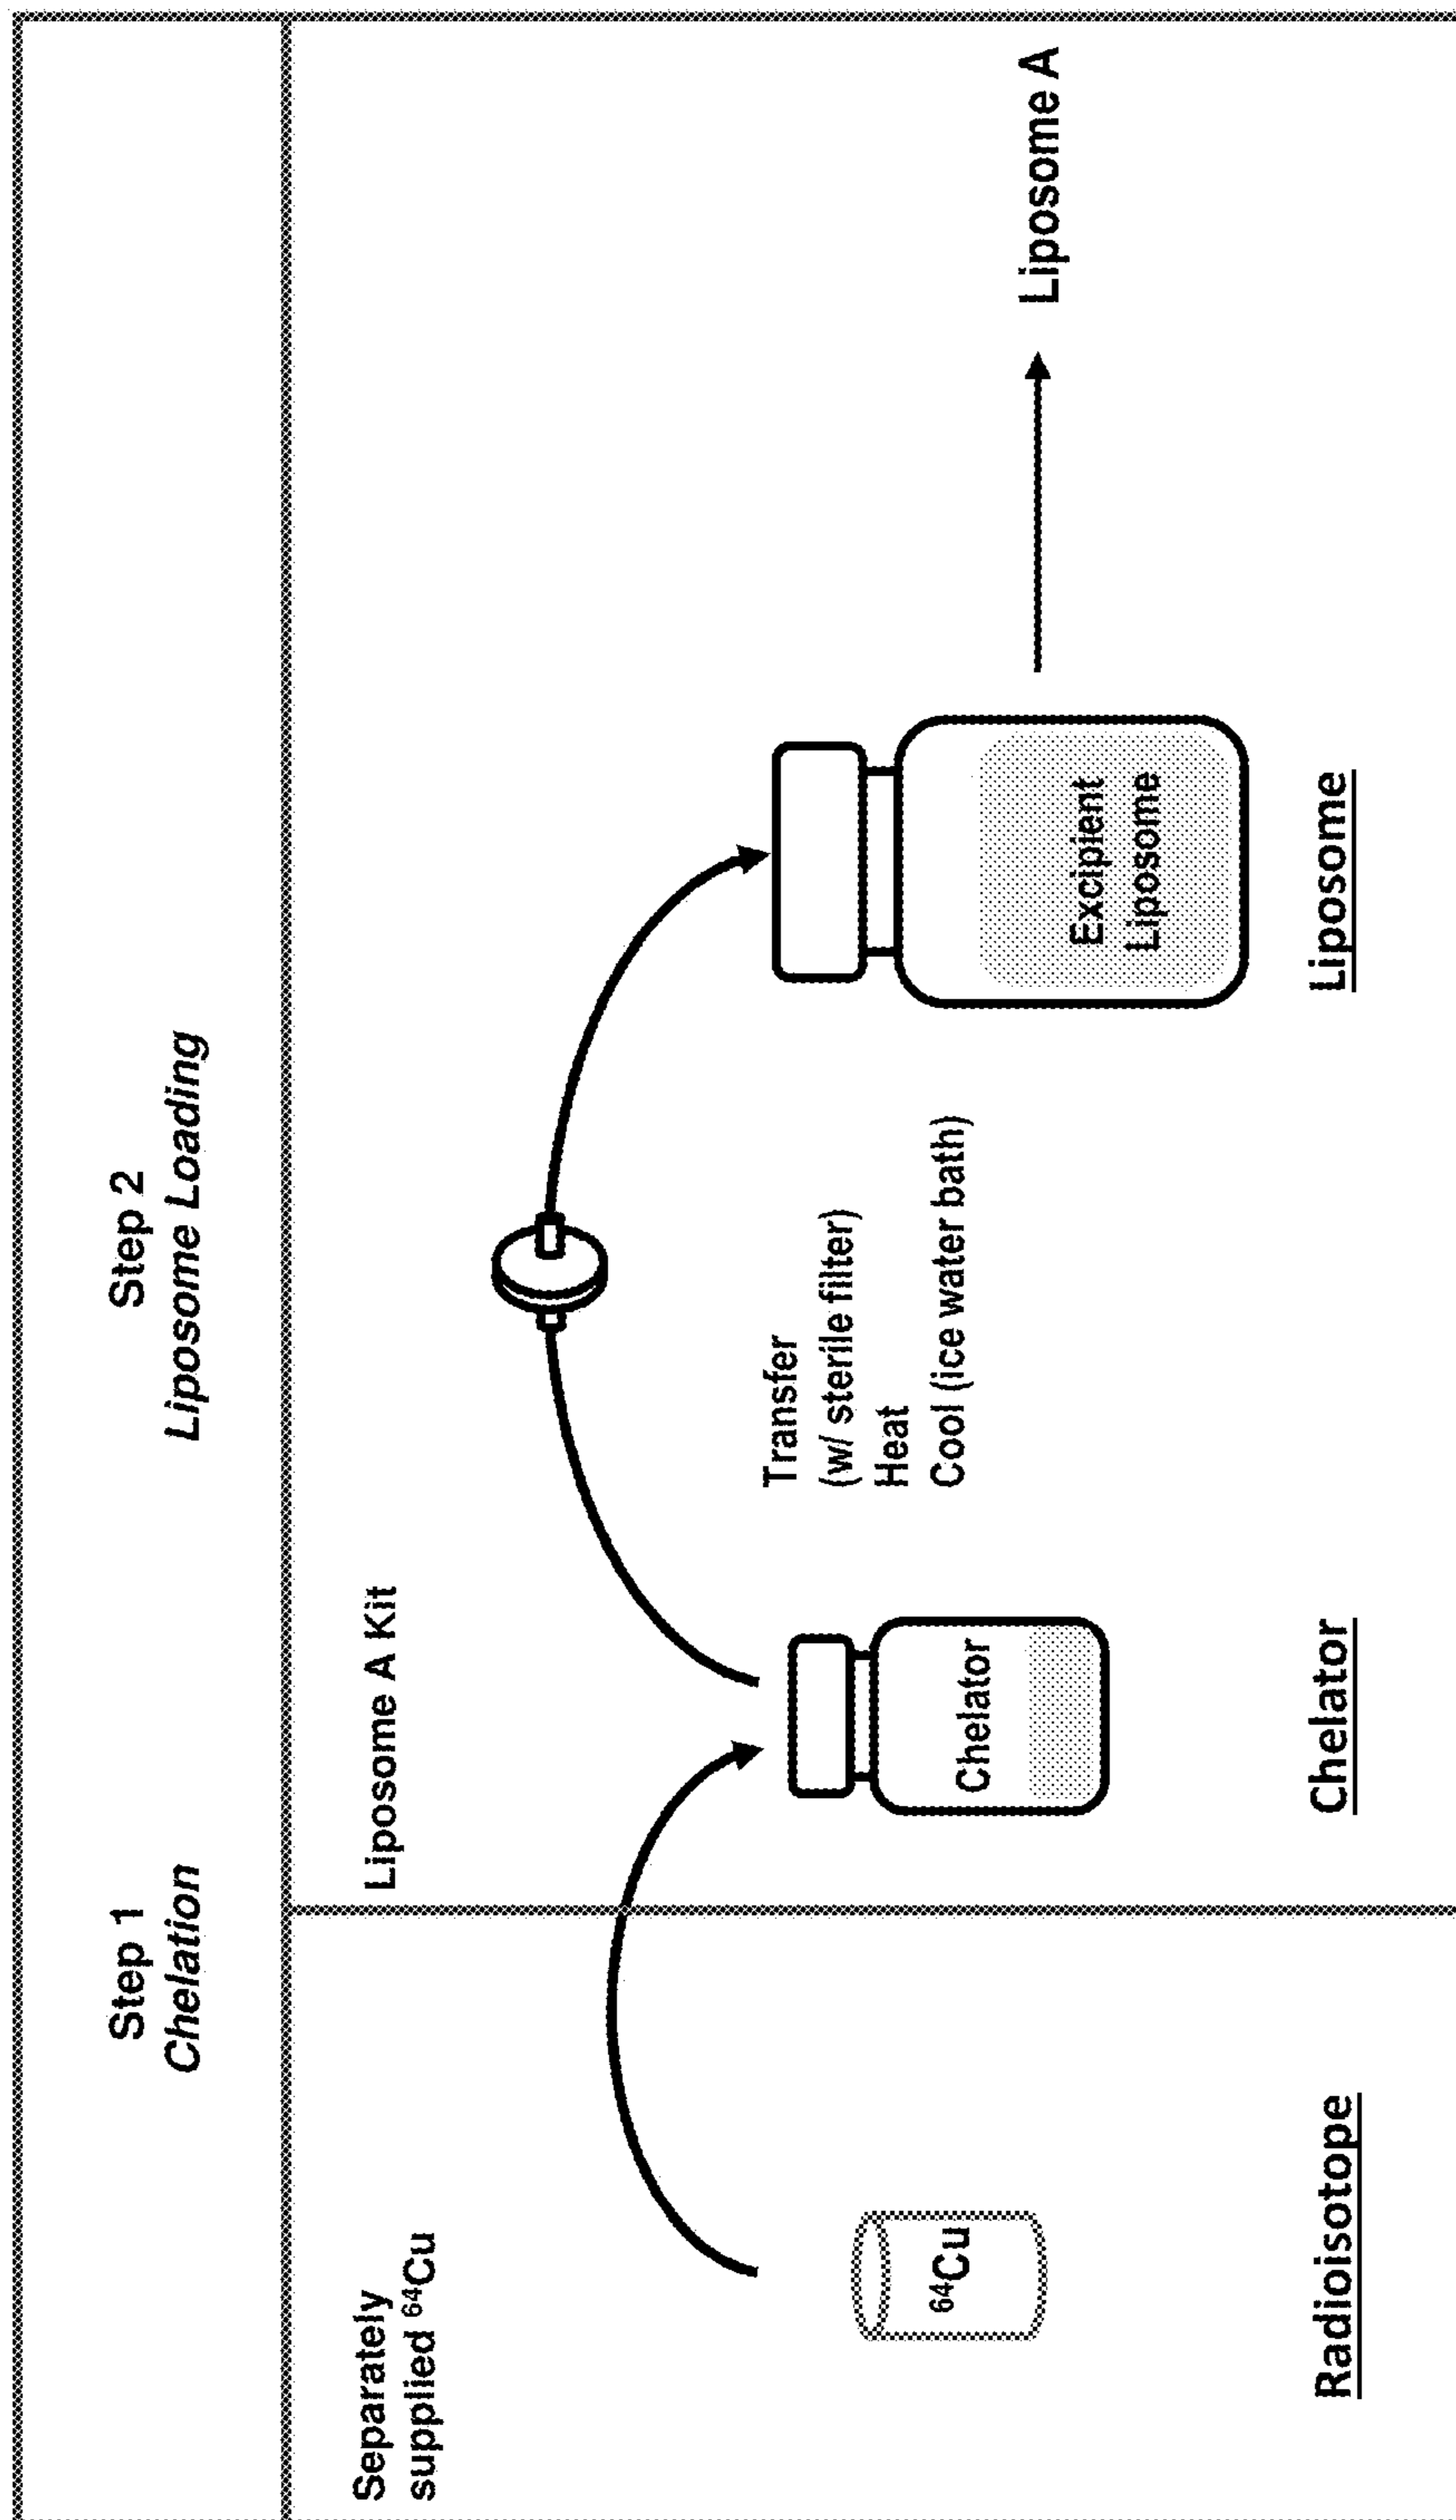 Step 1
Chelation
Step 2
Liposome Loading
Separately
supplied ⁶⁴Cu
Liposome A Kit
⁶⁴Cu
Chelator
Transfer
(w/ sterile filter)
Heat
Cool (ice water bath)
Excipient
Liposome
Liposome A
Radioisotope
Chelator
Liposome